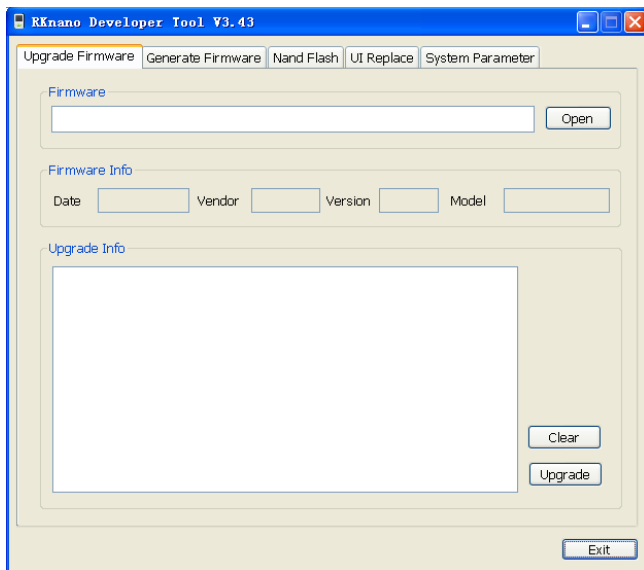 RKnano Developer Tool V3.43
Upgrade Firmware Generate Firmware Nand Flash UI Replace System Parameter
Firmware
Open
Firmware Info
Date Vendor Version Model
Upgrade Info
Clear
Upgrade
Exit